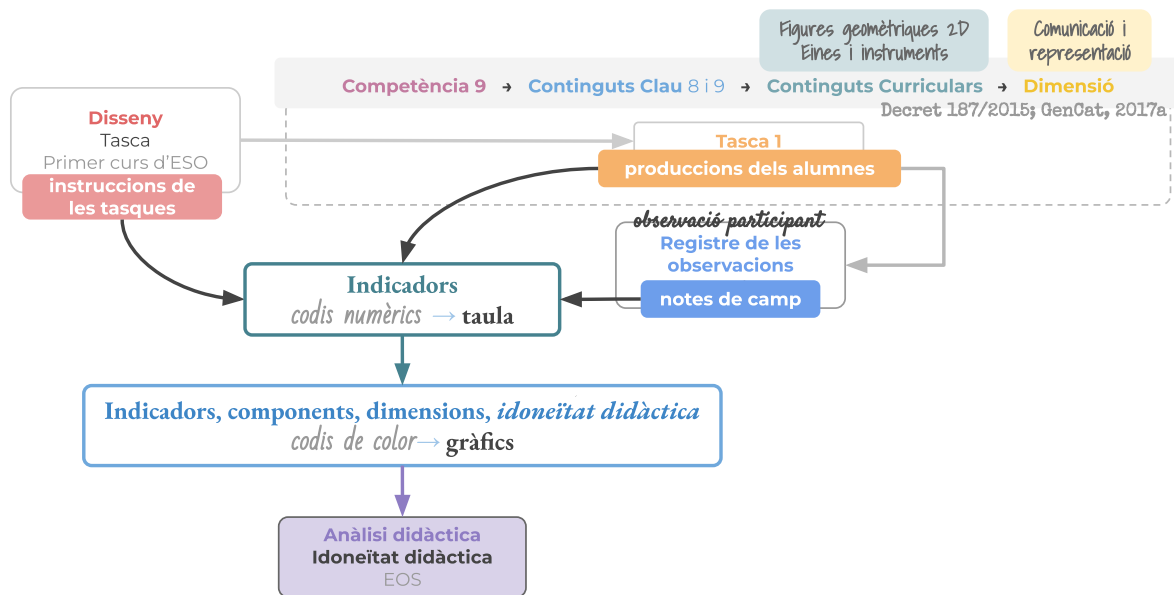 Figures geomètriques 2D
Eines i instruments
Comunicació i
representació
Competència 9 → Continguts Clau 8 i 9 → Continguts Curriculars → Dimensió
Decret 187/2015; GenCat, 2017a
Disseny
Tasca
Primer curs d'ESO
instruccions de
les tasques
Tasca 1
produccions dels alumnes
observació participant
Registre de les
observacions
notes de camp
Indicadors
codis numèrics → taula
Indicadors, components, dimensions, idoneïtat didàctica
codis de color → gràfics
Anàlisi didàctica
Idoneïtat didàctica
EOS